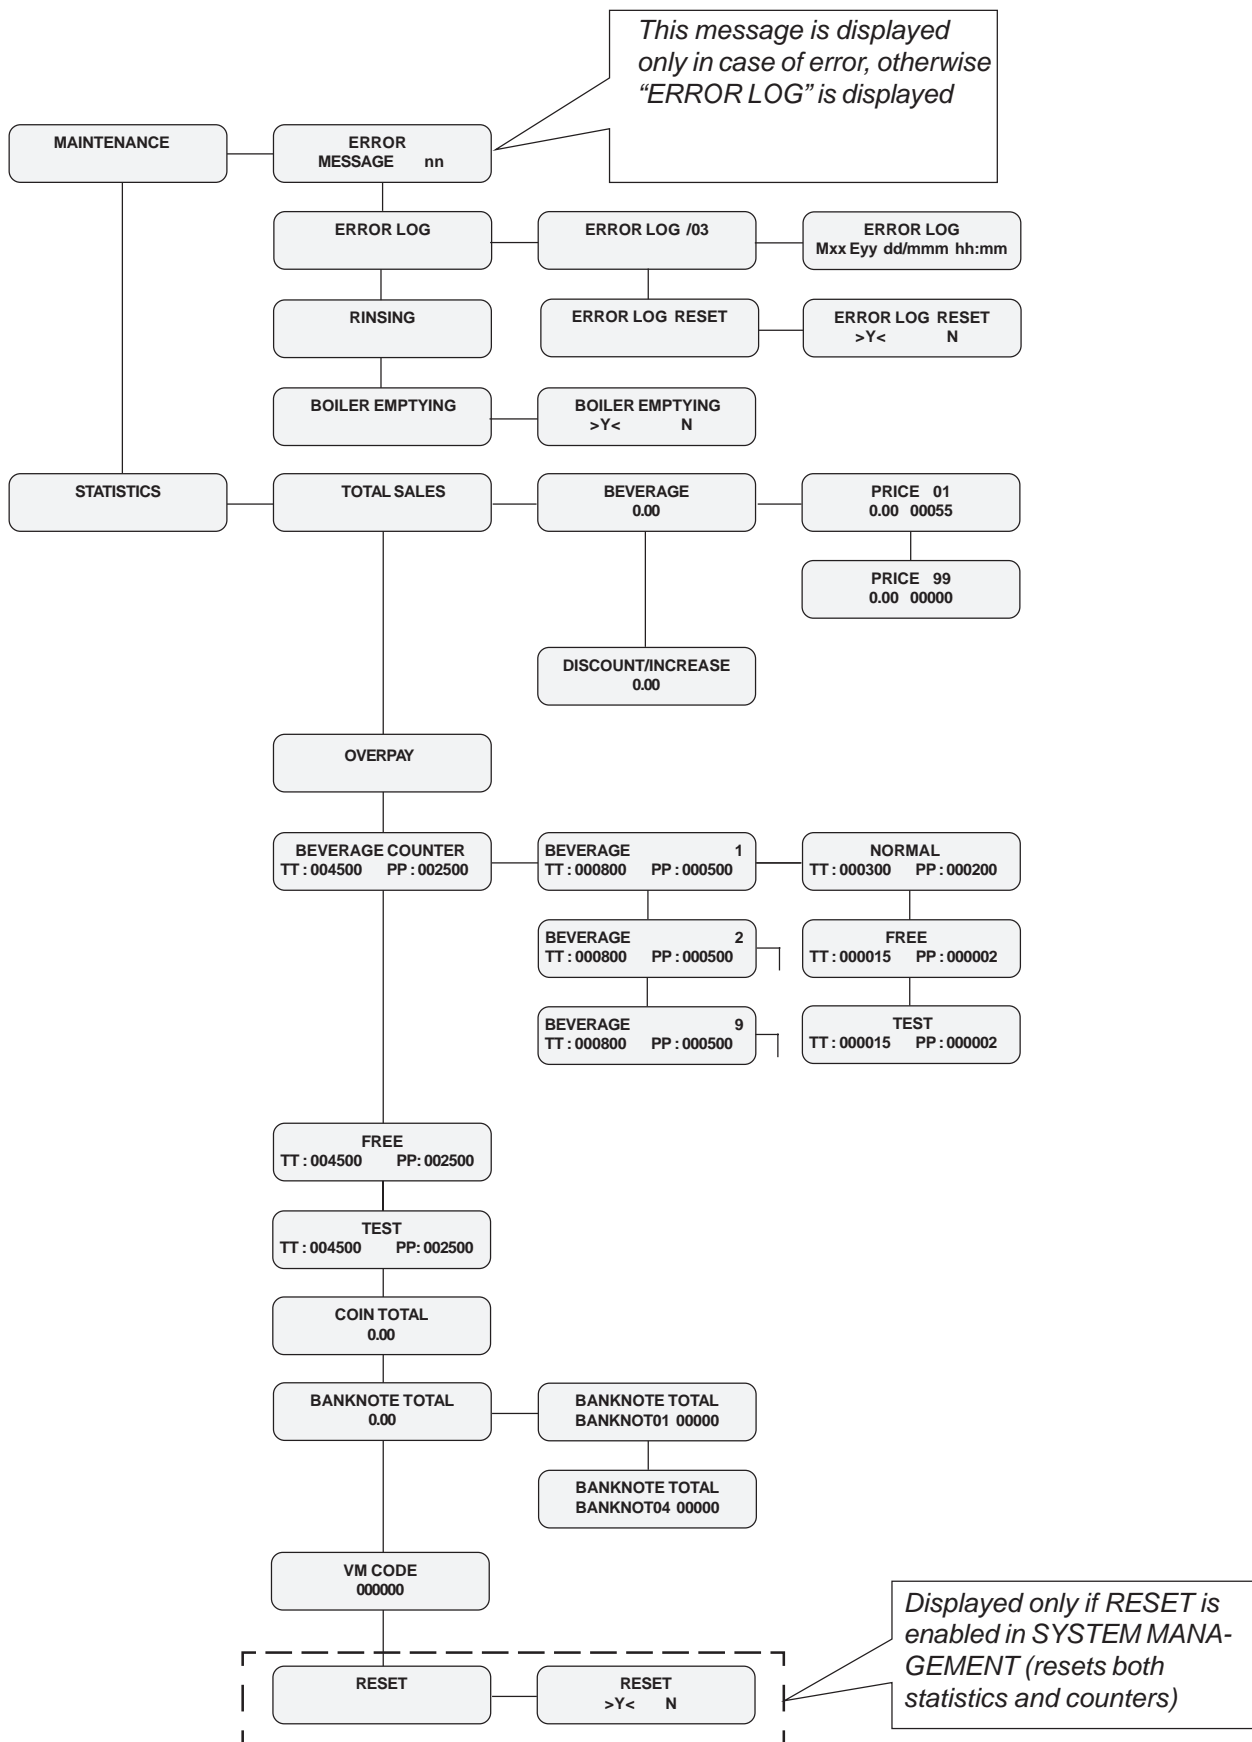 This message is displayed
only in case of error, otherwise
“ERROR LOG” is displayed
MAINTENANCE
ERROR
MESSAGE nn
ERROR LOG
ERROR LOG /03
ERROR LOG
Mxx Eyy dd/mmm hh:mm
RINSING
ERROR LOG RESET
ERROR LOG RESET
>Y< N
BOILER EMPTYING
BOILER EMPTYING
>Y< N
STATISTICS
TOTAL SALES
BEVERAGE
0.00
PRICE 01
0.00 00055
PRICE 99
0.00 00000
DISCOUNT/INCREASE
0.00
OVERPAY
BEVERAGE COUNTER
TT : 004500 PP : 002500
BEVERAGE 1
TT : 000800 PP : 000500
NORMAL
TT : 000300 PP : 000200
BEVERAGE 2
TT : 000800 PP : 000500
FREE
TT : 000015 PP : 000002
BEVERAGE 9
TT : 000800 PP : 000500
TEST
TT : 000015 PP : 000002
FREE
TT : 004500 PP: 002500
TEST
TT : 004500 PP: 002500
COIN TOTAL
0.00
BANKNOTE TOTAL
0.00
BANKNOTE TOTAL
BANKNOT01 00000
BANKNOTE TOTAL
BANKNOT04 00000
VM CODE
000000
RESET
RESET
>Y< N
Displayed only if RESET is
enabled in SYSTEM MANA-
GEMENT (resets both
statistics and counters)